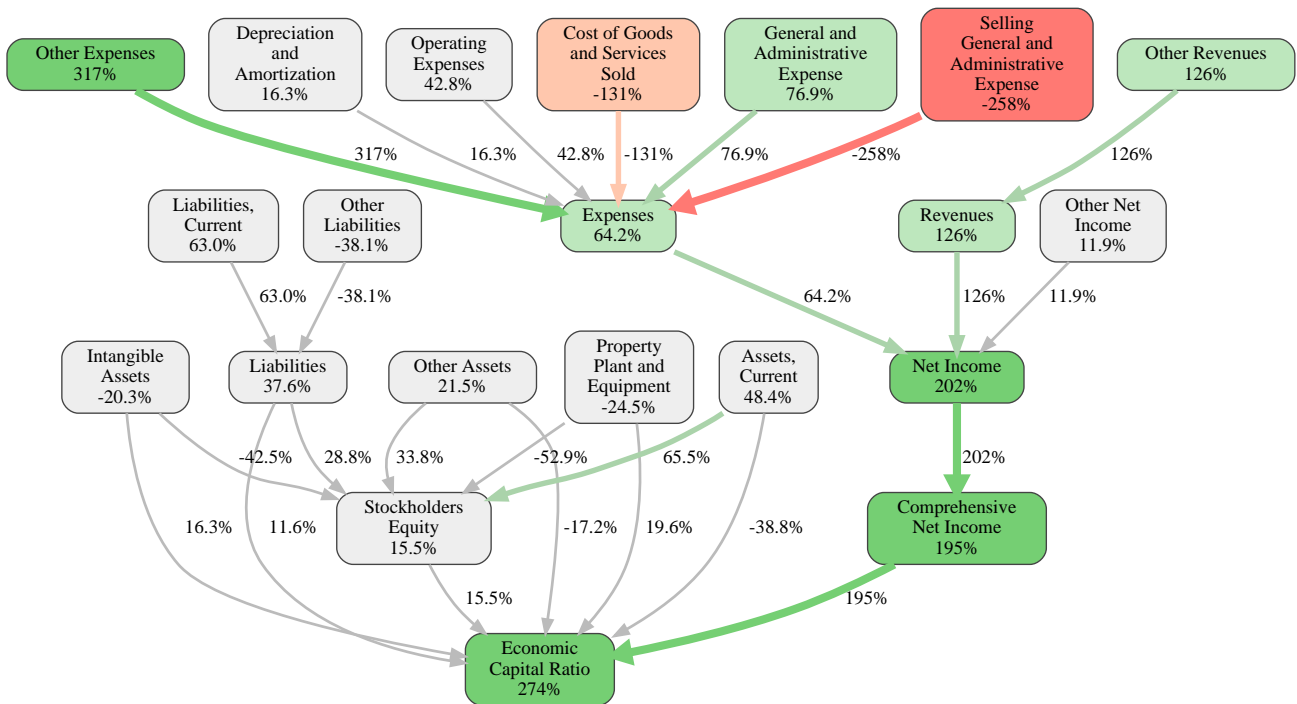 Other Expenses
317%
Depreciation
and
Amortization
16.3%
Operating
Expenses
42.8%
Cost of Goods
and Services
Sold
-131%
General and
Administrative
Expense
76.9%
Selling
General and
Administrative
Expense
-258%
Other Revenues
126%
317%
16.3%
42.8%
-131%
76.9%
-258%
126%
Liabilities,
Current
63.0%
Other
Liabilities
-38.1%
Expenses
64.2%
Revenues
126%
Other Net
Income
11.9%
63.0%
-38.1%
64.2%
126%
11.9%
Intangible
Assets
-20.3%
Liabilities
37.6%
Other Assets
21.5%
Property
Plant and
Equipment
-24.5%
Assets,
Current
48.4%
Net Income
202%
-42.5%
28.8%
33.8%
-52.9%
65.5%
202%
Stockholders
Equity
15.5%
Comprehensive
Net Income
195%
16.3%
11.6%
-17.2%
19.6%
-38.8%
15.5%
195%
Economic
Capital Ratio
274%